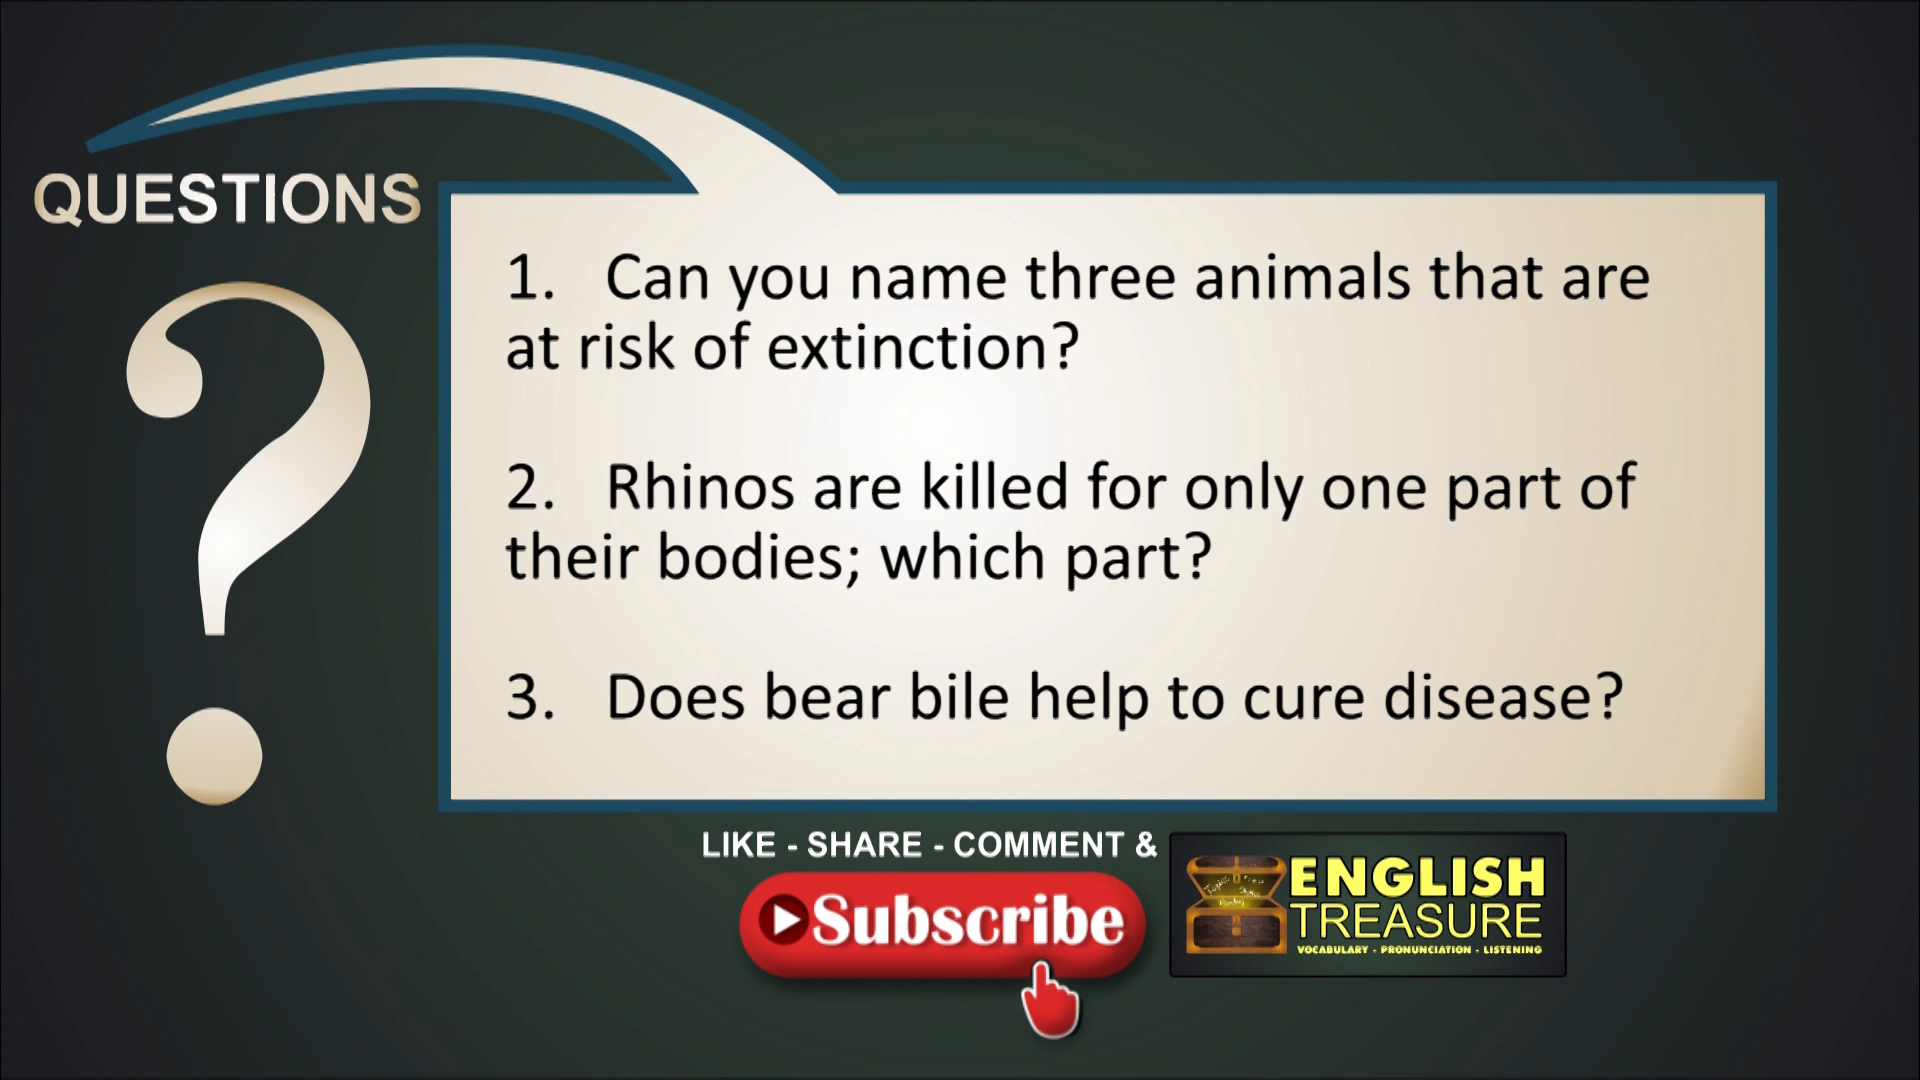 QUESTIONS
?
1. Can you name three animals that are
at risk of extinction?
2. Rhinos are killed for only one part of
their bodies; which part?
3. Does bear bile help to cure disease?
LIKE - SHARE - COMMENT &
Subscribe
ENGLISH
TREASURE
VOCABULARY - PRONUNCIATION - LISTENING